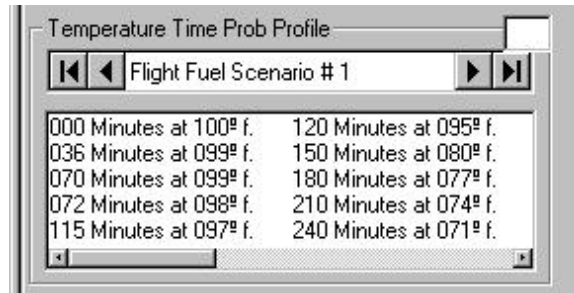 Temperature Time Prob Profile
Flight Fuel Scenario # 1
000 Minutes at 100º f. 120 Minutes at 095º f.
036 Minutes at 099º f. 150 Minutes at 080º f.
070 Minutes at 099º f. 180 Minutes at 077º f.
072 Minutes at 098º f. 210 Minutes at 074º f.
115 Minutes at 097º f. 240 Minutes at 071º f.